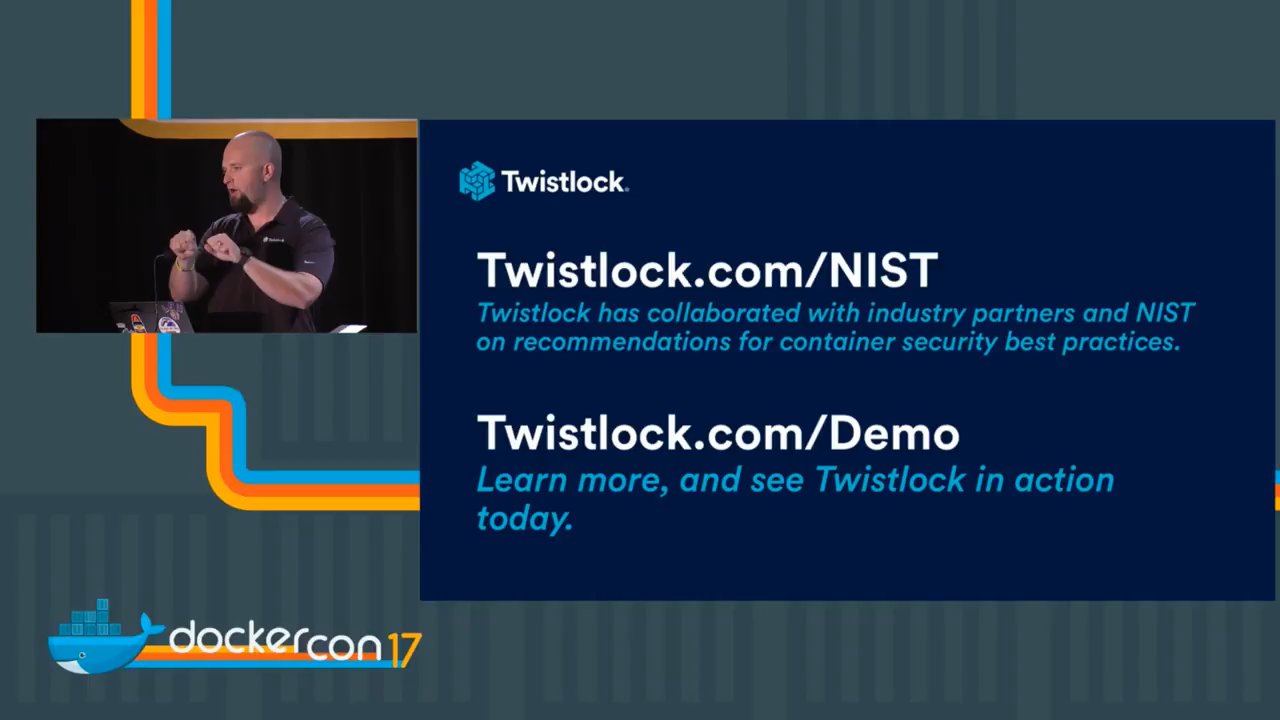 Twistlock.
Twistlock.com/NIST
Twistlock has collaborated with industry partners and NIST
on recommendations for container security best practices.
Twistlock.com/Demo
Learn more, and see Twistlock in action
today.
dockercon17